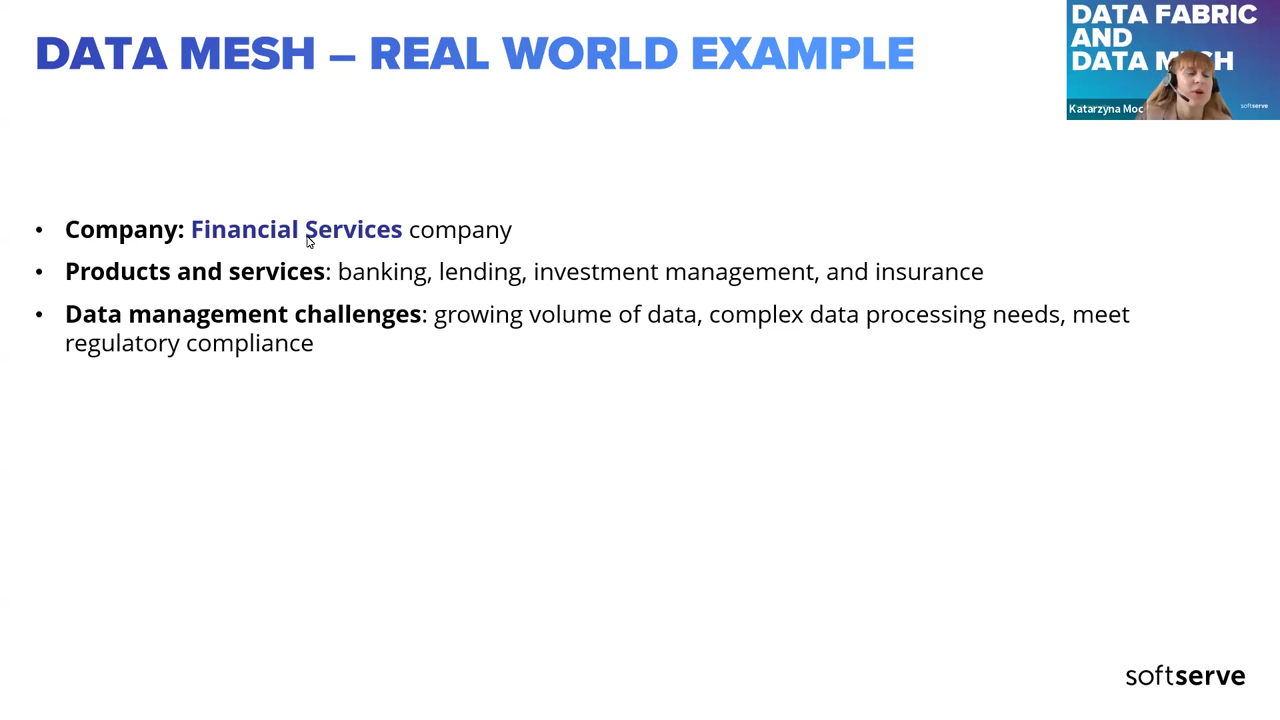 DATA MESH – REAL WORLD EXAMPLE
DATA FABRIC
AND
DATA M
H
Katarzyna Moc
softserve
• Company: Financial Services company
• Products and services: banking, lending, investment management, and insurance
• Data management challenges: growing volume of data, complex data processing needs, meet
regulatory compliance
softserve